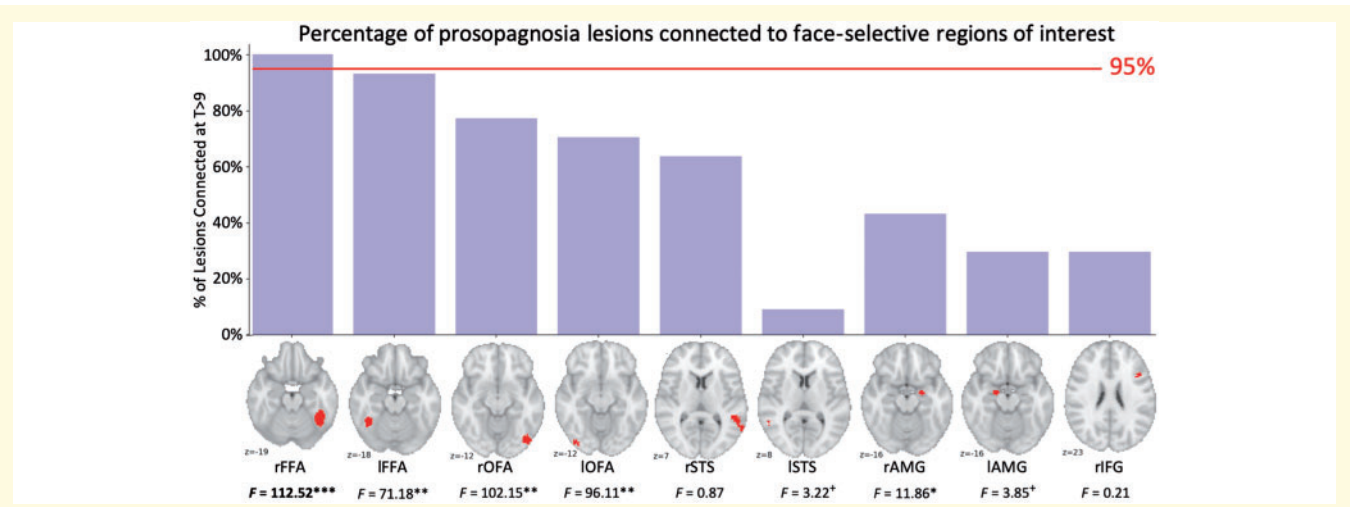 Percentage of prosopagnosia lesions connected to face-selective regions of interest
% of Lesions Connected at T>9
100%
95%
80%
60%
40%
20%
0%
z=-19 z=-18 z=-12 z=-12 z=7 z=8 z=-16 z=-16 z=23
rFFA lFFA rOFA lOFA rSTS lSTS rAMG lAMG rIFG
F = 112.52*** F = 71.18** F = 102.15** F = 96.11** F = 0.87 F = 3.22⁺ F = 11.86* F = 3.85⁺ F = 0.21